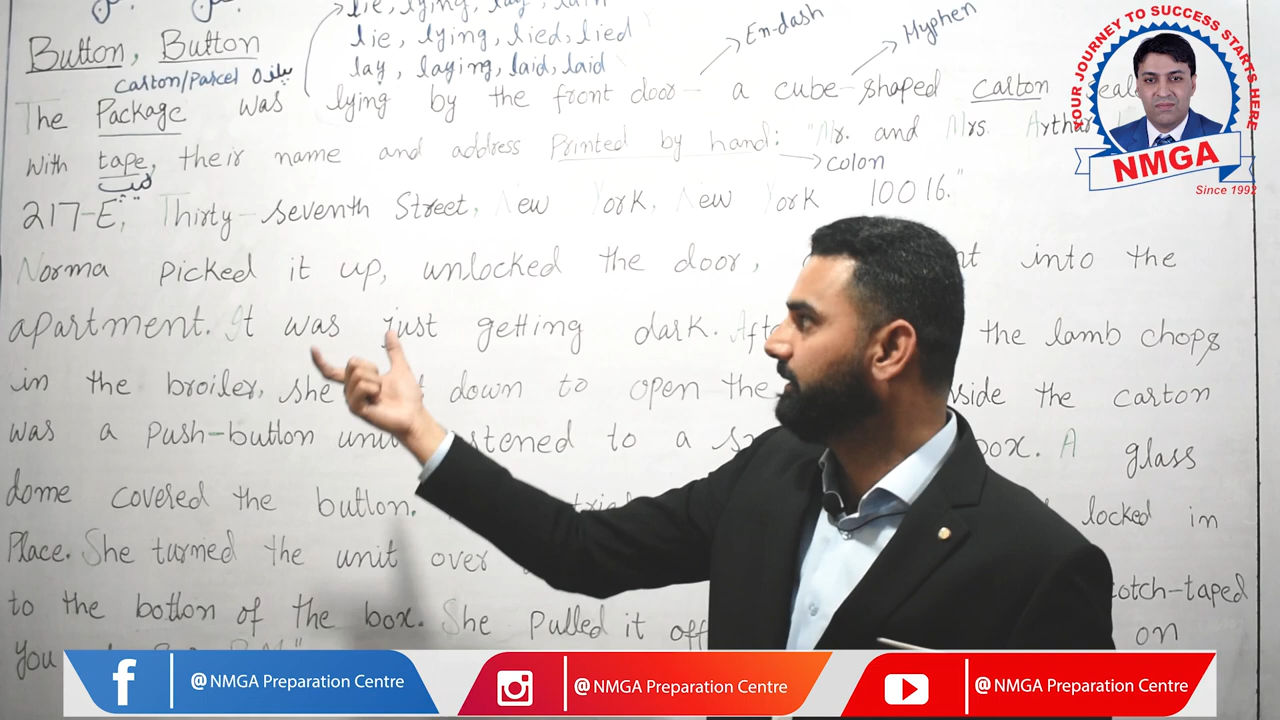 lie, lying, lay, lain
Button, Button
lie, lying, lied, lied
lay, laying, laid, laid
En-dash
Hyphen
carton/Parcel پلندہ
The Package was lying by the front door – a cube-shaped carton seal
with tape, their name and address Printed by hand: "Mr. and Mrs. Arthur
ٹیپ
colon
217-E, Thirty-seventh Street, New York, New York 10016."
Norma picked it up, unlocked the door, into the
apartment. It was just getting dark. the lamb chops
in the broiler, she down to open the the carton
was a Push-button to a box. A glass
dome covered the button. locked in
Place. She turned the unit over
to the bottom of the box. She Pulled it off on
You
YOUR JOURNEY TO SUCCESS STARTS HERE
NMGA
Since 1992
@NMGA Preparation Centre
@NMGA Preparation Centre
@NMGA Preparation Centre